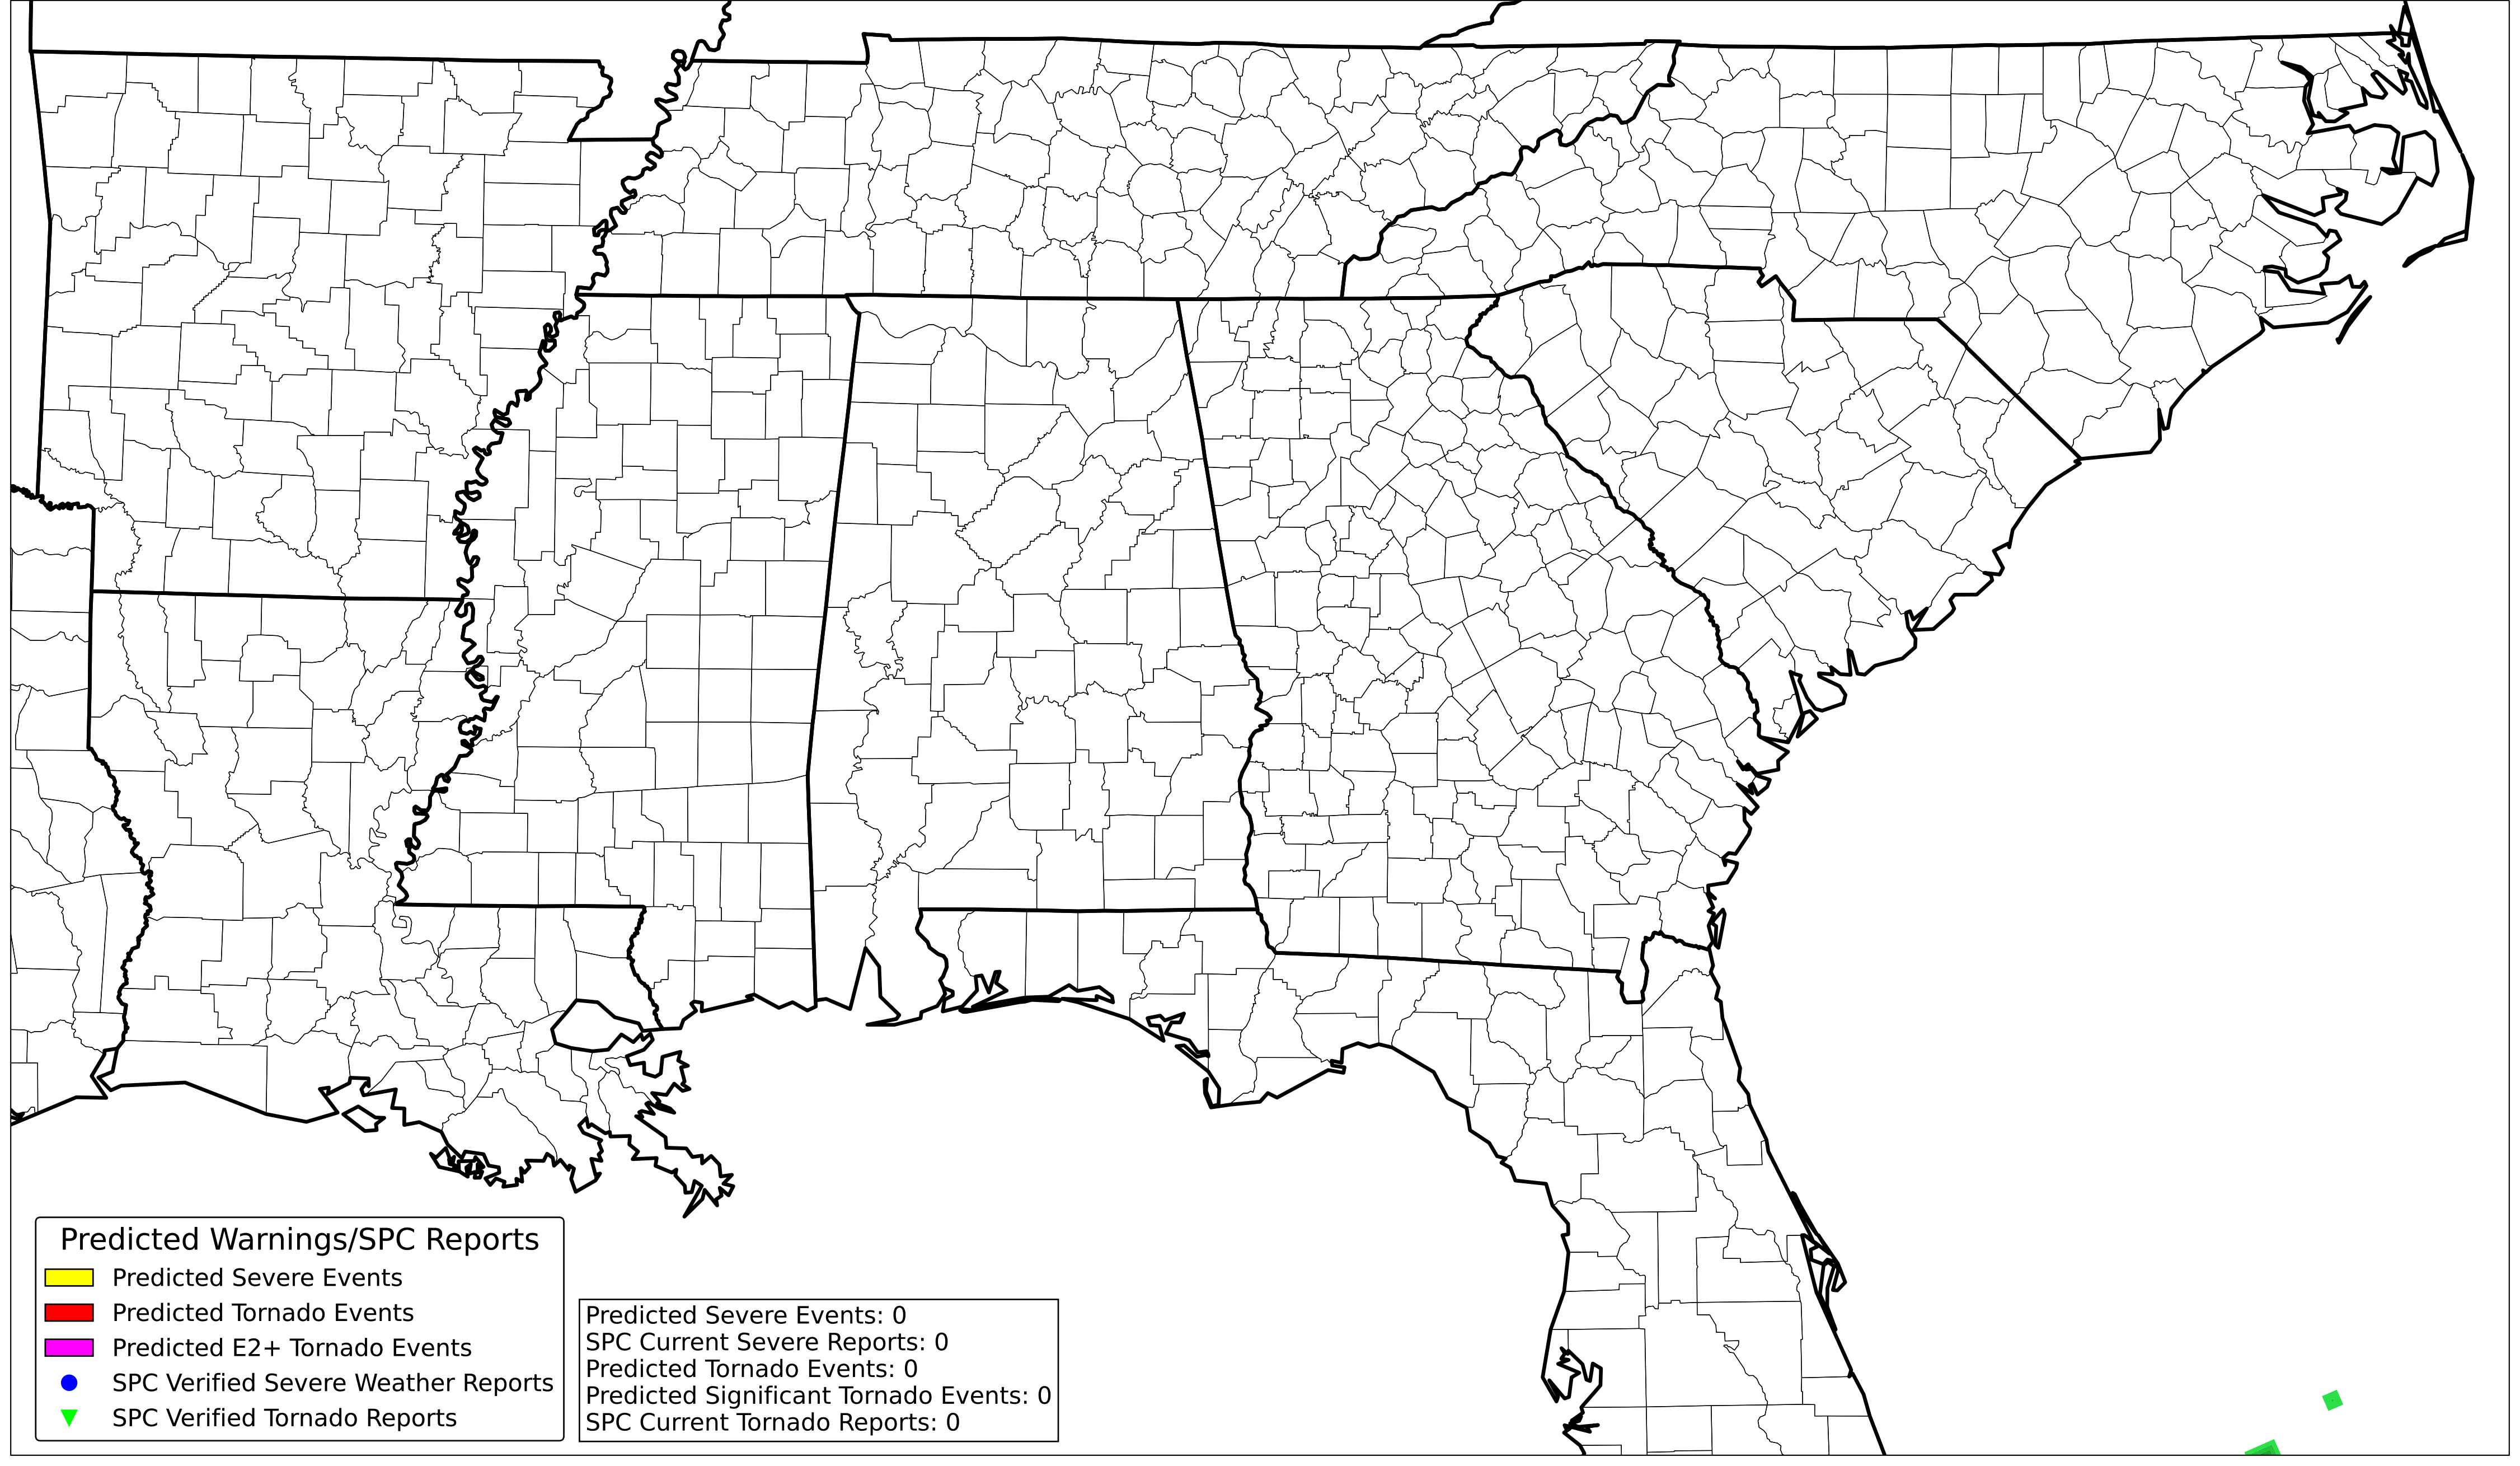 Predicted Warnings/SPC Reports
Predicted Severe Events
Predicted Tornado Events
Predicted E2+ Tornado Events
SPC Verified Severe Weather Reports
SPC Verified Tornado Reports
Predicted Severe Events: 0
SPC Current Severe Reports: 0
Predicted Tornado Events: 0
Predicted Significant Tornado Events: 0
SPC Current Tornado Reports: 0